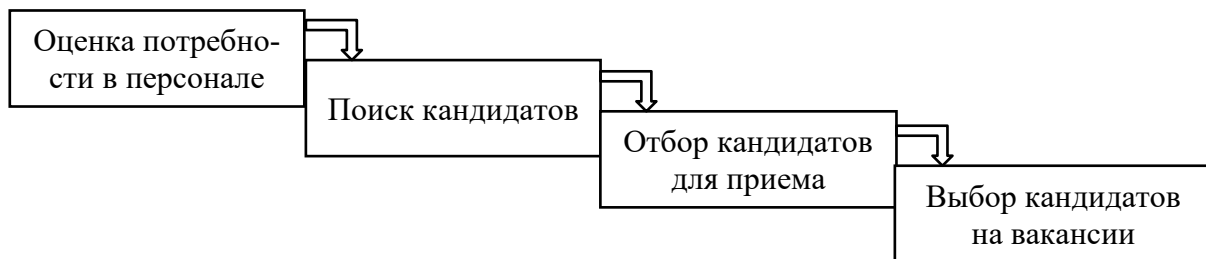 Оценка потребно-
сти в персонале
Поиск кандидатов
Отбор кандидатов
для приема
Выбор кандидатов
на вакансии